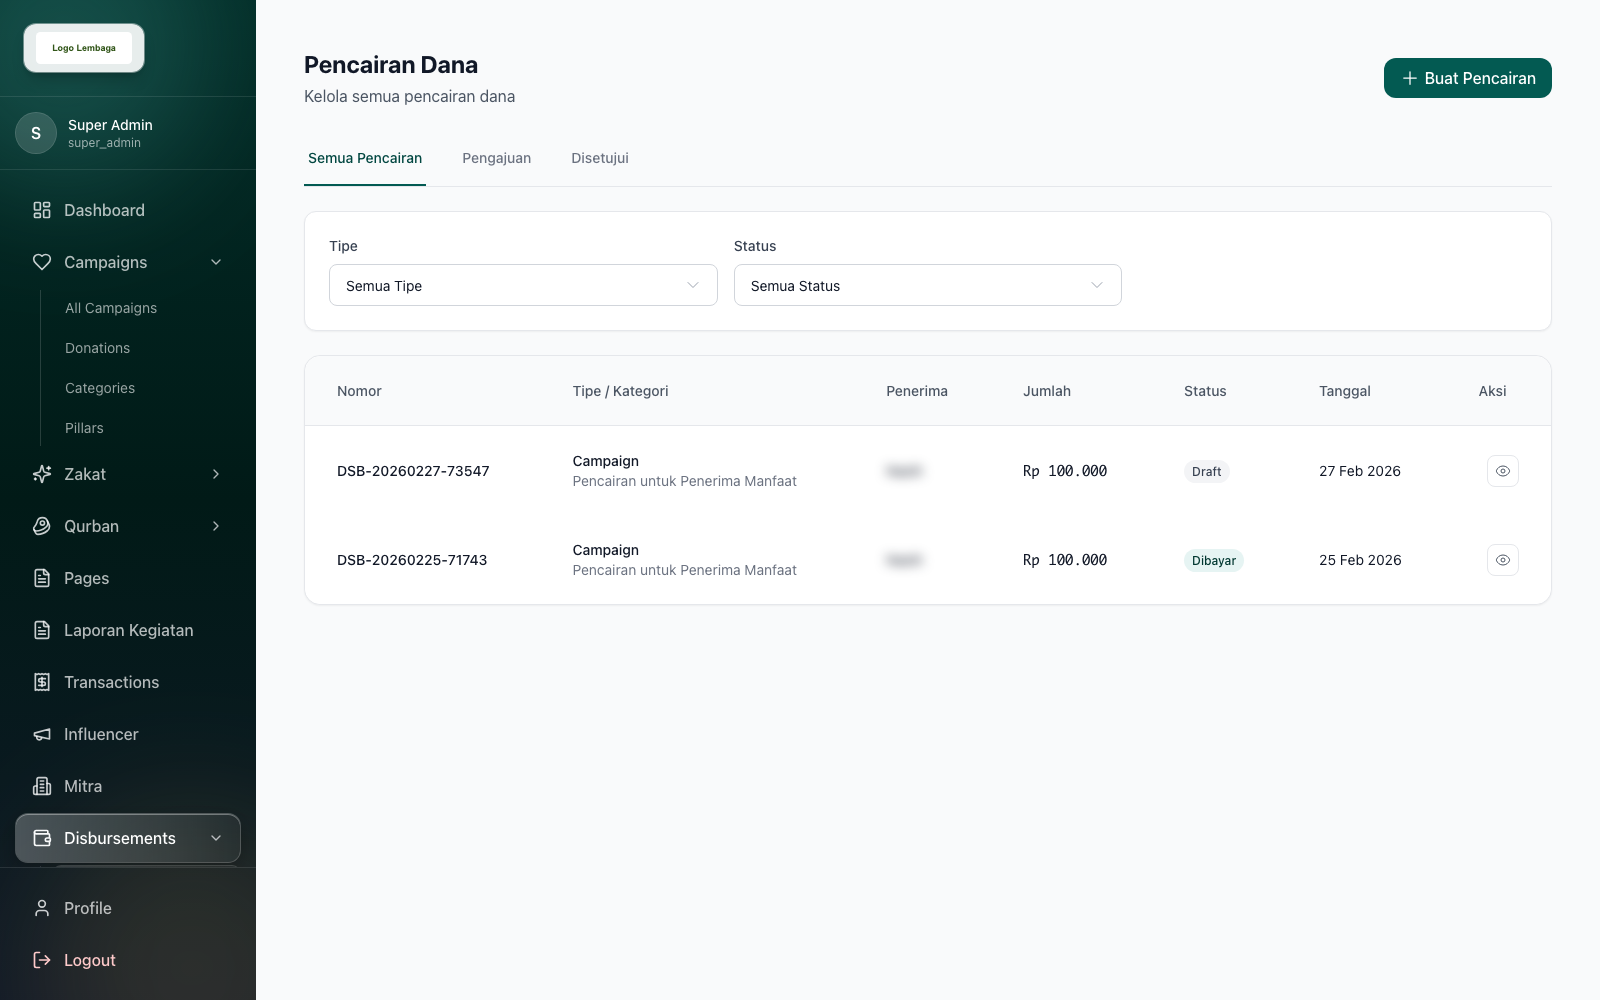 Logo Lembaga
S
Super Admin
super_admin
Dashboard
Campaigns
All Campaigns
Donations
Categories
Pillars
Zakat
Qurban
Pages
Laporan Kegiatan
Transactions
Influencer
Mitra
Disbursements
Profile
Logout
Pencairan Dana
Kelola semua pencairan dana
Buat Pencairan
Semua Pencairan Pengajuan Disetujui
Tipe Status
Semua Tipe Semua Status
Nomor Tipe / Kategori Penerima Jumlah Status Tanggal Aksi
DSB-20260227-73547 Campaign Rp 100.000 Draft 27 Feb 2026
Pencairan untuk Penerima Manfaat
DSB-20260225-71743 Campaign Rp 100.000 Dibayar 25 Feb 2026
Pencairan untuk Penerima Manfaat